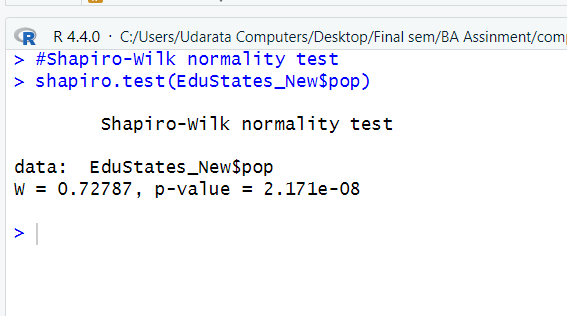 R 4.4.0 · C:/Users/Udarata Computers/Desktop/Final sem/BA Assinment/com
> #Shapiro-Wilk normality test
> shapiro.test(EduStates_New$pop)
Shapiro-Wilk normality test
data:  EduStates_New$pop
W = 0.72787, p-value = 2.171e-08
>